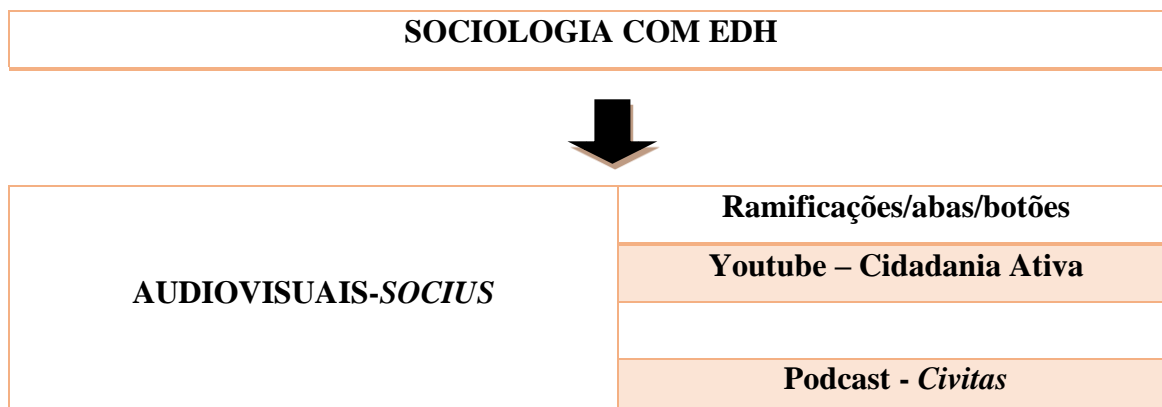 SOCIOLOGIA COM EDH
Ramificações/abas/botões
Youtube – Cidadania Ativa
AUDIOVISUAIS-SOCIUS
Podcast - Civitas